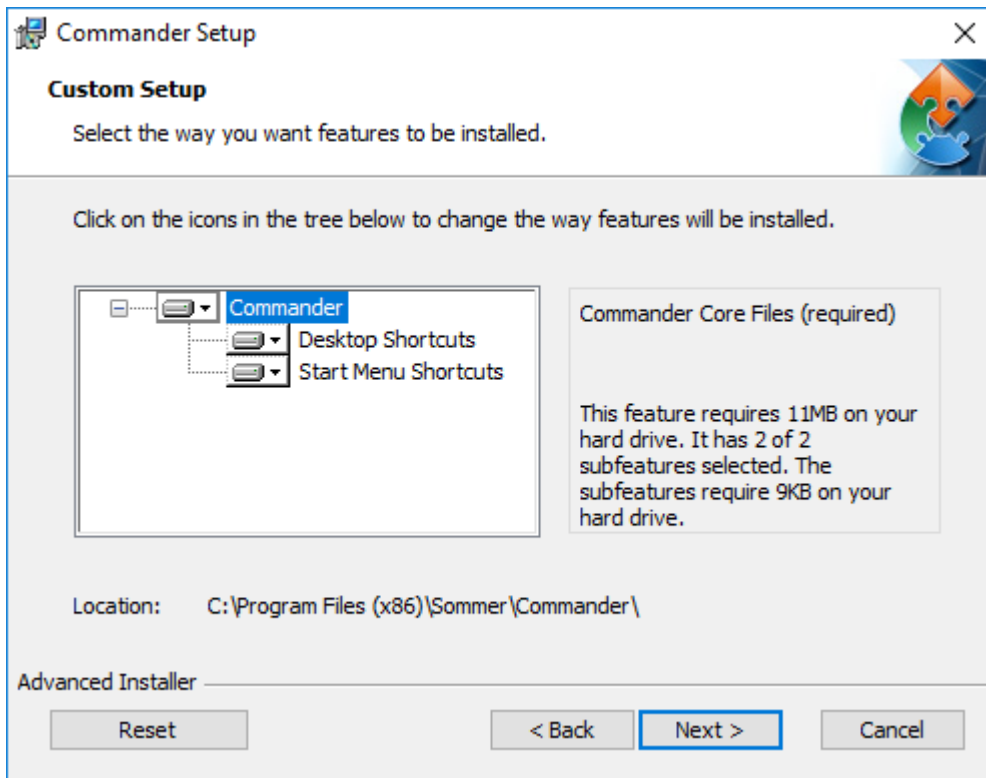 Commander Setup
Custom Setup
Select the way you want features to be installed.
Click on the icons in the tree below to change the way features will be installed.
Commander
Desktop Shortcuts
Start Menu Shortcuts
Commander Core Files (required)
This feature requires 11MB on your
hard drive. It has 2 of 2
subfeatures selected. The
subfeatures require 9KB on your
hard drive.
Location: C:\Program Files (x86)\Sommer\Commander\
Advanced Installer
Reset < Back Next > Cancel